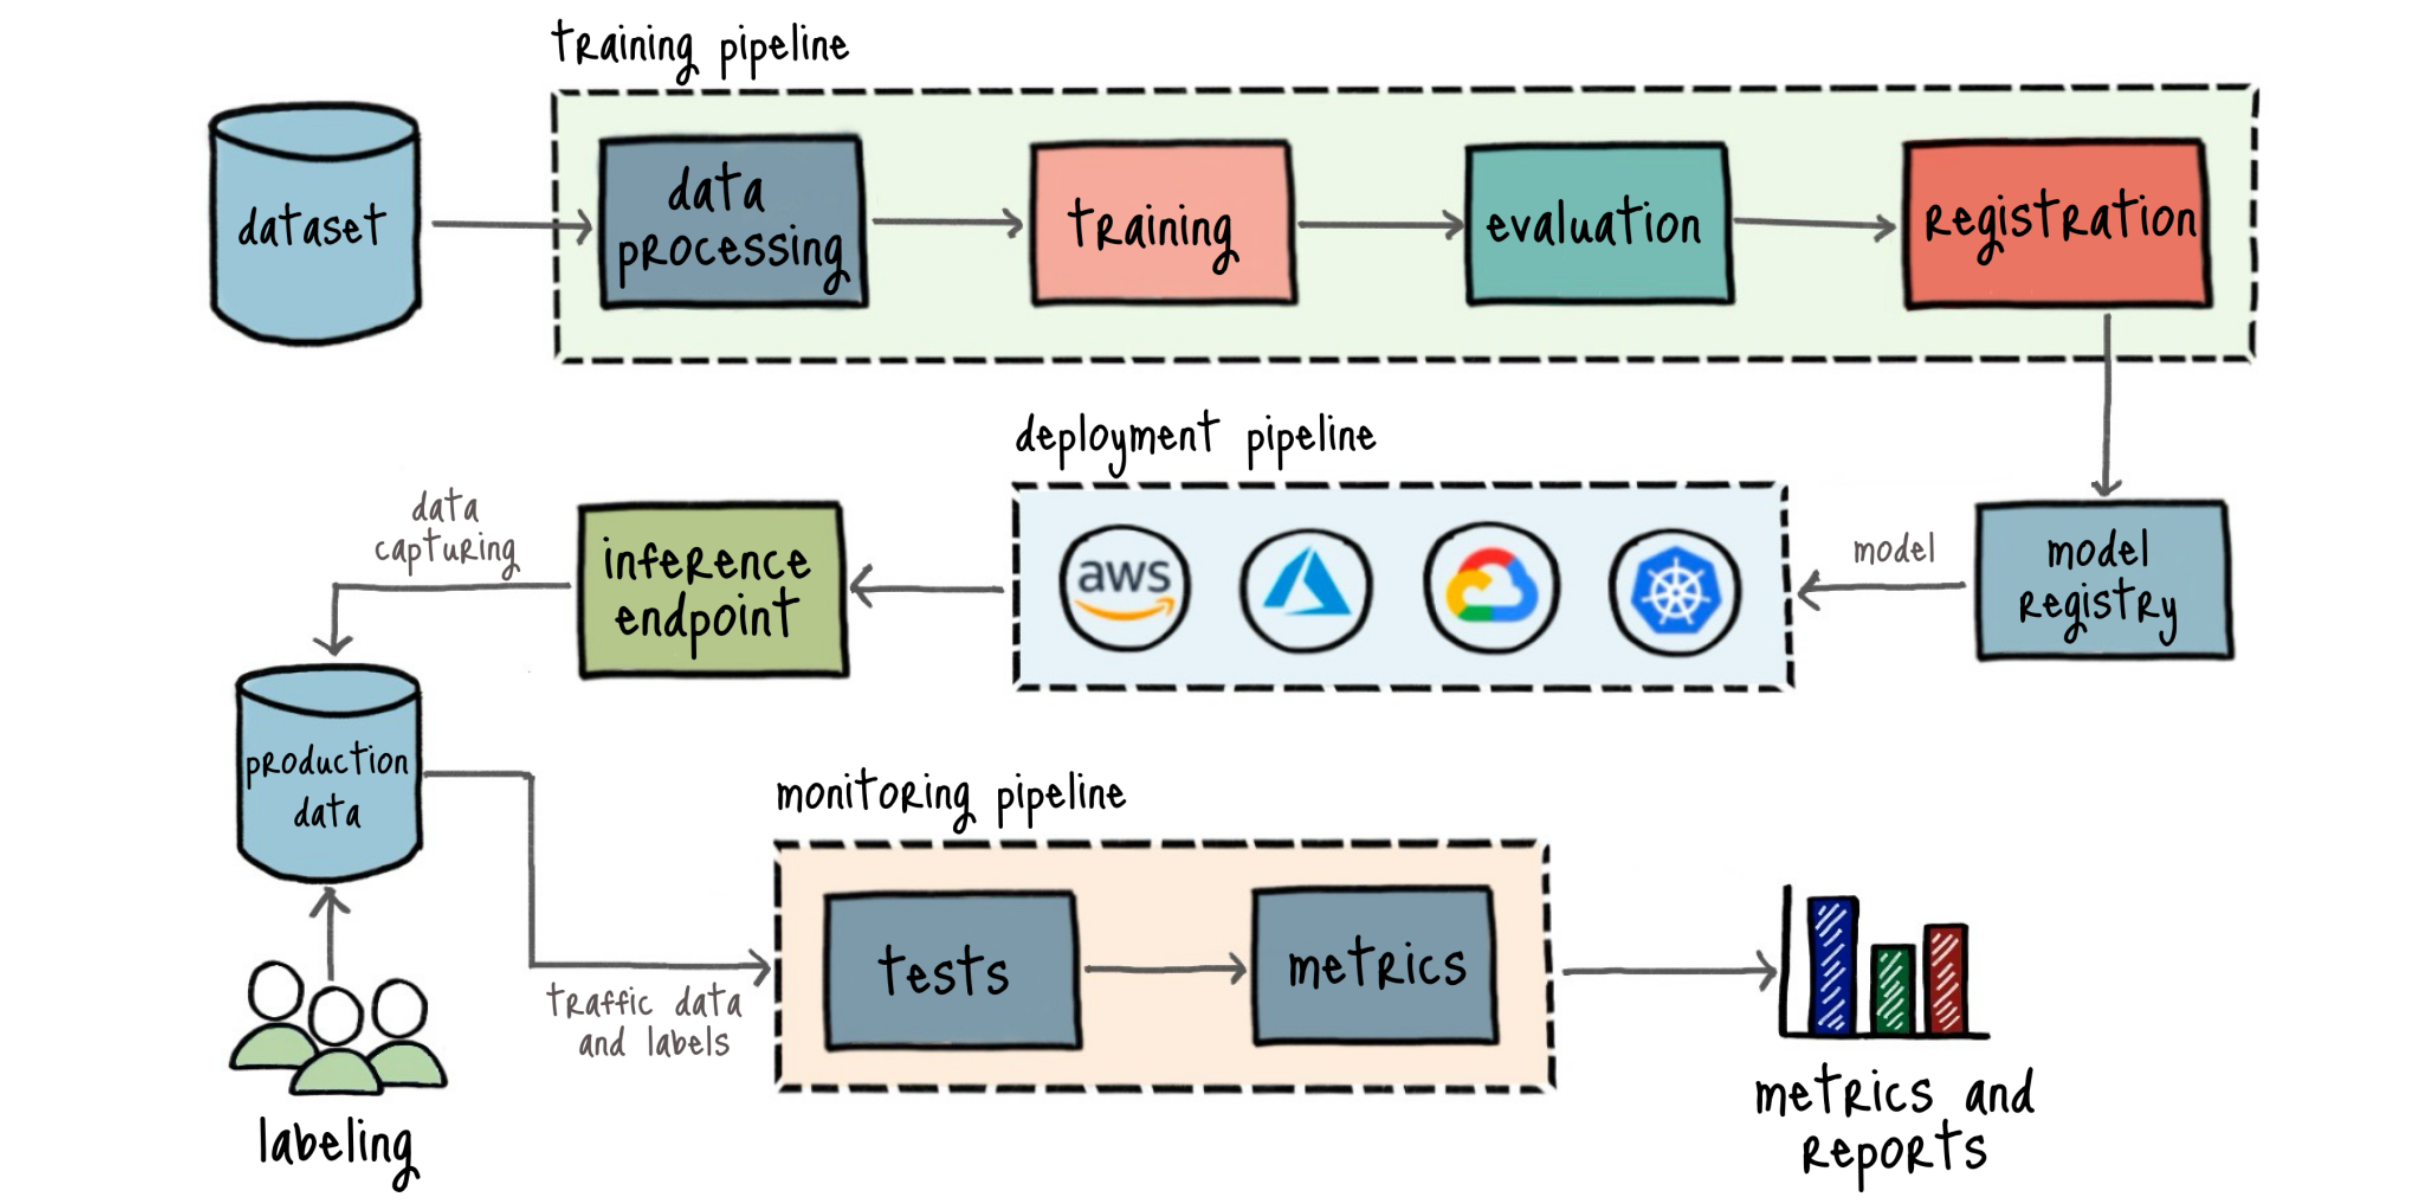 training pipeline
dataset
data
processing
training
evaluation
registration
deployment pipeline
data
capturing
inference
endpoint
aws
model
model
registry
production
data
monitoring pipeline
tests
metrics
traffic data
and labels
labeling
metrics and
reports